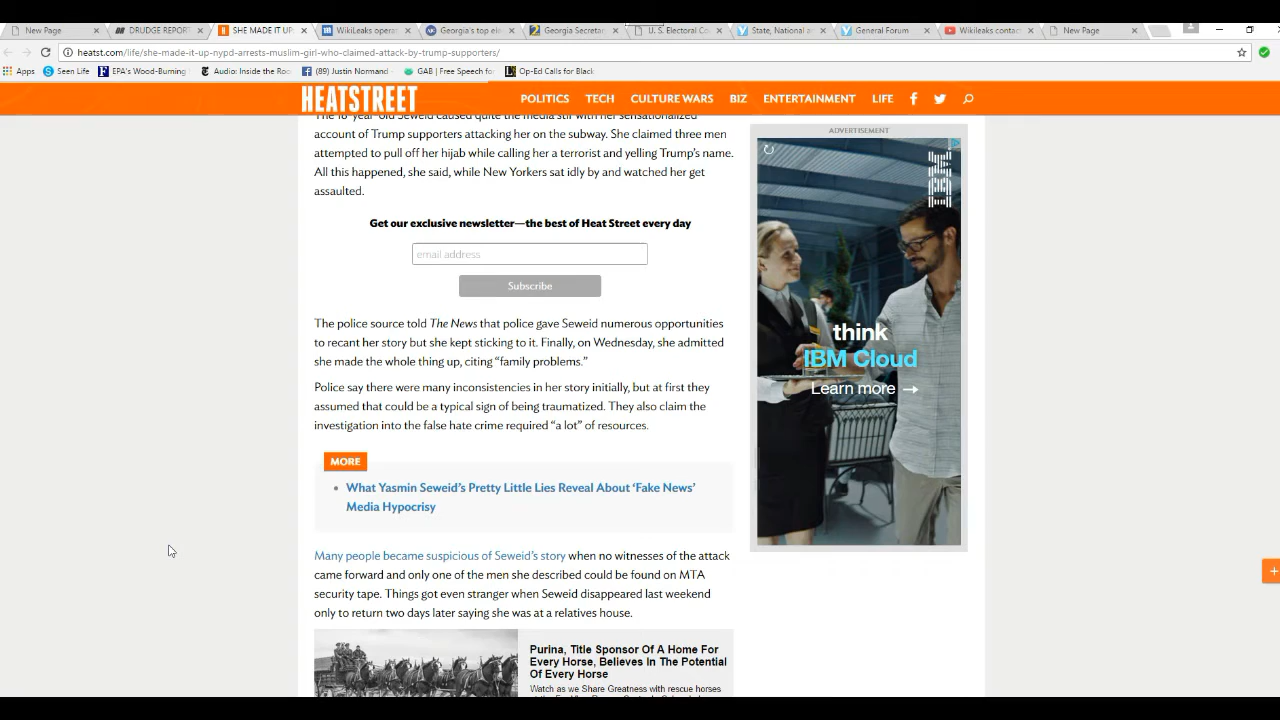 New Page
DRUDGE REPORT
SHE MADE IT UP
WikiLeaks opera
Georgia's top ele
Georgia Secretar
U. S. Electoral Co
State, National a
General Forum
Wikileaks contac
New Page
heatst.com/life/she-made-it-up-nypd-arrests-muslim-girl-who-claimed-attack-by-trump-supporters/
Apps
Seen Life
EPA's Wood-Burning
Audio: Inside the Roo
(89) Justin Normand
GAB | Free Speech fo
Op-Ed Calls for Black
HEATSTREET
POLITICS TECH CULTURE WARS BIZ ENTERTAINMENT LIFE
The 18-year-old Seweid caused quite the media stir with her sensationalized
account of Trump supporters attacking her on the subway. She claimed three men
attempted to pull off her hijab while calling her a terrorist and yelling Trump's name.
All this happened, she said, while New Yorkers sat idly by and watched her get
assaulted.
Get our exclusive newsletter—the best of Heat Street every day
email address
Subscribe
The police source told The News that police gave Seweid numerous opportunities
to recant her story but she kept sticking to it. Finally, on Wednesday, she admitted
she made the whole thing up, citing “family problems.”
Police say there were many inconsistencies in her story initially, but at first they
assumed that could be a typical sign of being traumatized. They also claim the
investigation into the false hate crime required “a lot” of resources.
MORE
What Yasmin Seweid's Pretty Little Lies Reveal About ‘Fake News’
Media Hypocrisy
Many people became suspicious of Seweid's story when no witnesses of the attack
came forward and only one of the men she described could be found on MTA
security tape. Things got even stranger when Seweid disappeared last weekend
only to return two days later saying she was at a relatives house.
Purina, Title Sponsor Of A Home For
Every Horse, Believes In The Potential
Of Every Horse
Watch as we Share Greatness with rescue horses
ADVERTISEMENT
IBM
think
IBM Cloud
Learn more →